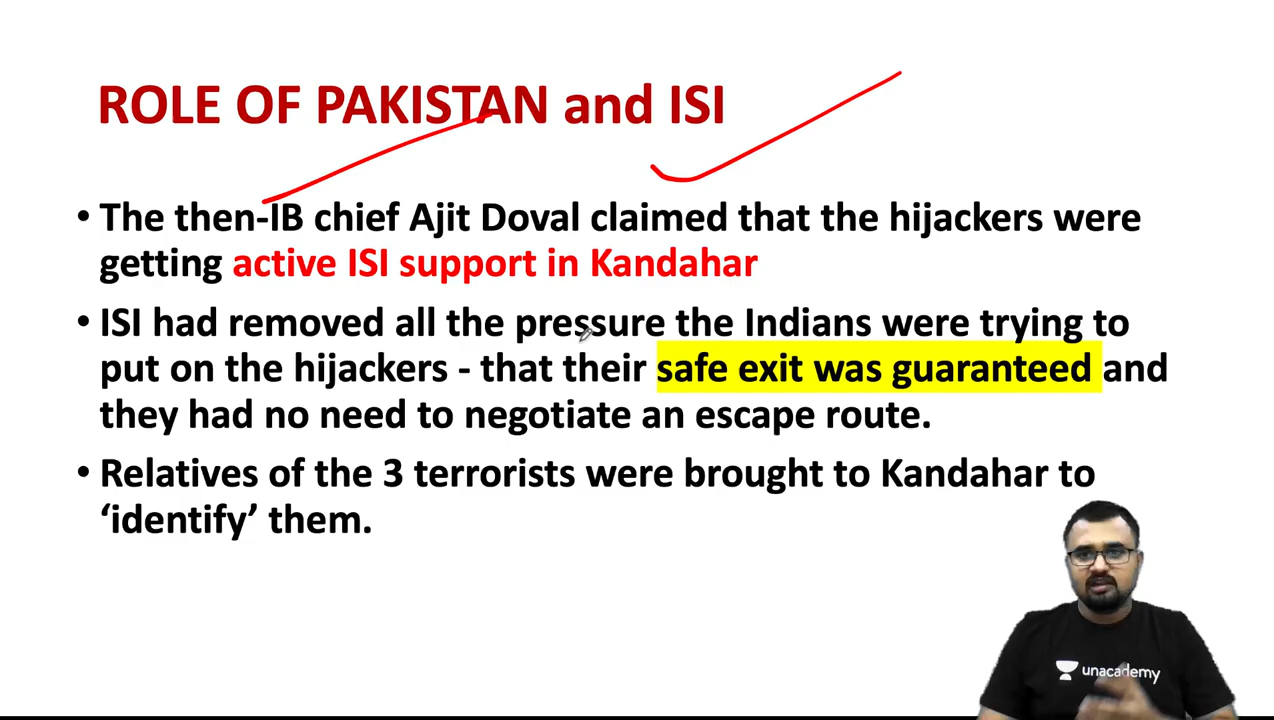 ROLE OF PAKISTAN and ISI
• The then-IB chief Ajit Doval claimed that the hijackers were
getting active ISI support in Kandahar
• ISI had removed all the pressure the Indians were trying to
put on the hijackers - that their safe exit was guaranteed and
they had no need to negotiate an escape route.
• Relatives of the 3 terrorists were brought to Kandahar to
‘identify’ them.
unacademy